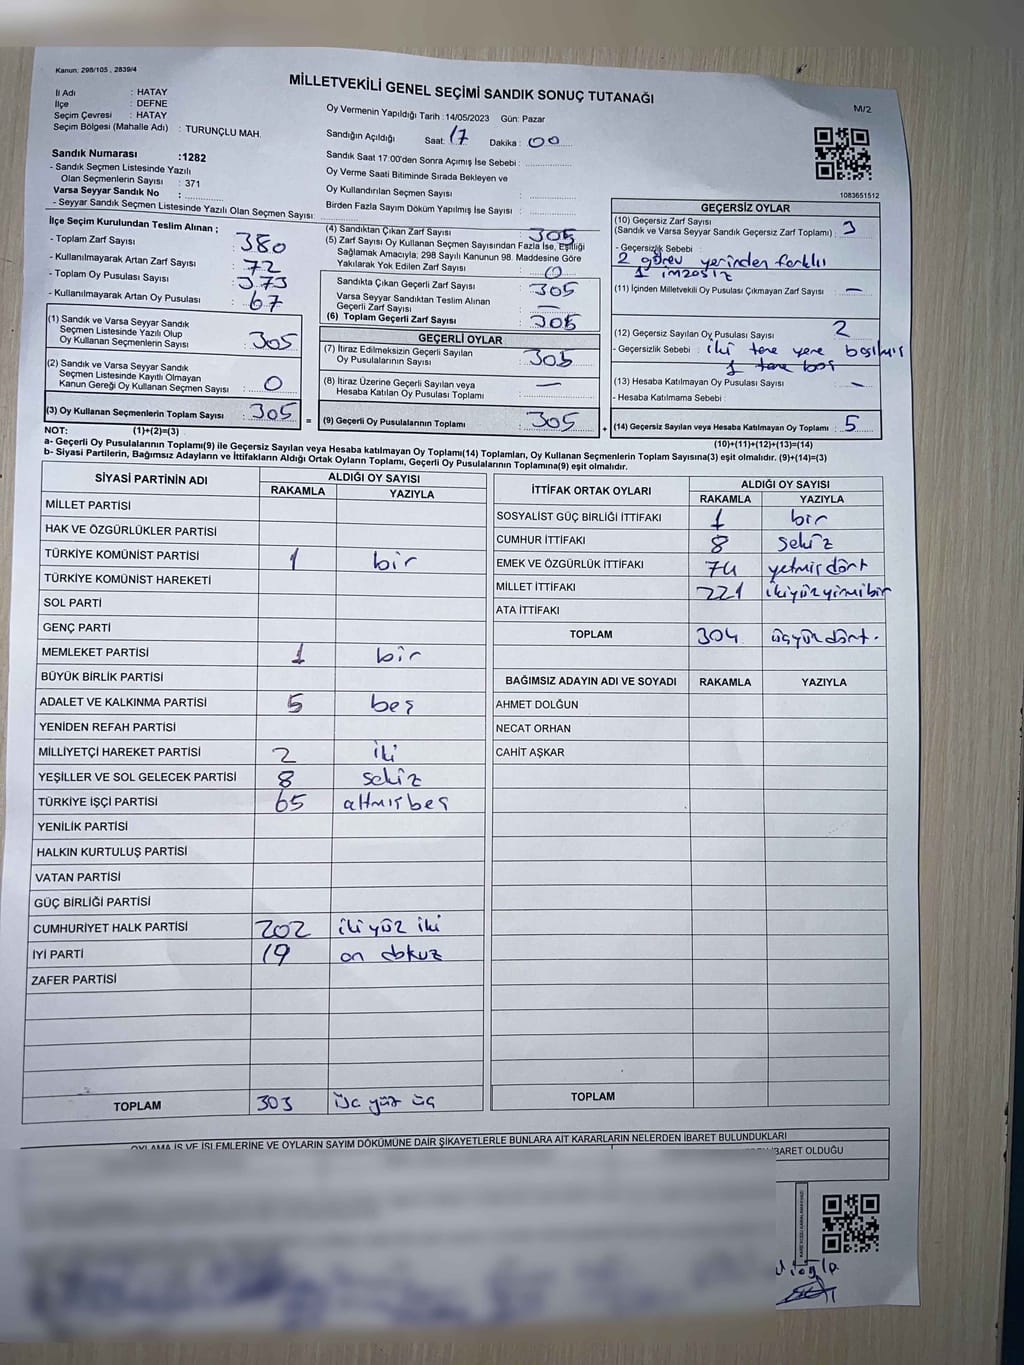 Kanun: 298/105 , 2839/4
MİLLETVEKİLİ GENEL SEÇİMİ SANDIK SONUÇ TUTANAĞI
M/2
İl Adı : HATAY
İlçe : DEFNE
Seçim Çevresi : HATAY
Seçim Bölgesi (Mahalle Adı) : TURUNÇLU MAH.
Sandık Numarası :1282
- Sandık Seçmen Listesinde Yazılı
Olan Seçmenlerin Sayısı : 371
Varsa Seyyar Sandık No :
- Seyyar Sandık Seçmen Listesinde Yazılı Olan Seçmen Sayısı:
Oy Vermenin Yapıldığı Tarih : 14/05/2023 Gün: Pazar
Sandığın Açıldığı Saat: 17 Dakika : 00
Sandık Saat 17:00'den Sonra Açımış İse Sebebi :
Oy Verme Saati Bitiminde Sırada Bekleyen ve
Oy Kullandırılan Seçmen Sayısı :
Birden Fazla Sayım Döküm Yapılmış İse Sayısı :
1083651512
İlçe Seçim Kurulundan Teslim Alınan ;
- Toplam Zarf Sayısı : 380
- Kullanılmayarak Artan Zarf Sayısı : 72
- Toplam Oy Pusulası Sayısı : 373
- Kullanılmayarak Artan Oy Pusulası : 67
(1) Sandık ve Varsa Seyyar Sandık
Seçmen Listesinde Yazılı Olup
Oy Kullanan Seçmenlerin Sayısı : 305
(2) Sandık ve Varsa Seyyar Sandık
Seçmen Listesinde Kayıtlı Olmayan
Kanun Gereği Oy Kullanan Seçmen Sayısı : 0
(3) Oy Kullanan Seçmenlerin Toplam Sayısı : 305
(4) Sandıktan Çıkan Zarf Sayısı : 305
(5) Zarf Sayısı Oy Kullanan Seçmen Sayısından Fazla İse, Eşitliği
Sağlamak Amacıyla; 298 Sayılı Kanunun 98. Maddesine Göre
Yakılarak Yok Edilen Zarf Sayısı : 0
Sandıkta Çıkan Geçerli Zarf Sayısı : 305
Varsa Seyyar Sandıktan Teslim Alınan
Geçerli Zarf Sayısı : —
(6) Toplam Geçerli Zarf Sayısı : 305
GEÇERLİ OYLAR
(7) İtiraz Edilmeksizin Geçerli Sayılan
Oy Pusulalarının Sayısı : 305
(8) İtiraz Üzerine Geçerli Sayılan veya
Hesaba Katılan Oy Pusulası Toplamı : —
= (9) Geçerli Oy Pusulalarının Toplamı : 305
GEÇERSİZ OYLAR
(10) Geçersiz Zarf Sayısı
(Sandık ve Varsa Seyyar Sandık Geçersiz Zarf Toplamı) : 3
- Geçersizlik Sebebi :
2 görev yerinden farklı
1 imzasız
(11) İçinden Milletvekili Oy Pusulası Çıkmayan Zarf Sayısı : —
(12) Geçersiz Sayılan Oy Pusulası Sayısı : 2
- Geçersizlik Sebebi : iki tane yere basılmış
1 tane boş
(13) Hesaba Katılmayan Oy Pusulası Sayısı : —
- Hesaba Katılmama Sebebi :
+ (14) Geçersiz Sayılan veya Hesaba Katılmayan Oy Toplamı : 5
NOT: (1)+(2)=(3)
(10)+(11)+(12)+(13)=(14)
a- Geçerli Oy Pusulalarının Toplamı(9) ile Geçersiz Sayılan veya Hesaba katılmayan Oy Toplamı(14) Toplamları, Oy Kullanan Seçmenlerin Toplam Sayısına(3) eşit olmalıdır. (9)+(14)=(3)
b- Siyasi Partilerin, Bağımsız Adayların ve İttifakların Aldığı Ortak Oyların Toplamı, Geçerli Oy Pusulalarının Toplamına(9) eşit olmalıdır.
SİYASİ PARTİNİN ADI ALDIĞI OY SAYISI
RAKAMLA YAZIYLA
MİLLET PARTİSİ
HAK VE ÖZGÜRLÜKLER PARTİSİ
TÜRKİYE KOMÜNİST PARTİSİ 1 bir
TÜRKİYE KOMÜNİST HAREKETİ
SOL PARTİ
GENÇ PARTİ
MEMLEKET PARTİSİ 1 bir
BÜYÜK BİRLİK PARTİSİ
ADALET VE KALKINMA PARTİSİ 5 beş
YENİDEN REFAH PARTİSİ
MİLLİYETÇİ HAREKET PARTİSİ 2 iki
YEŞİLLER VE SOL GELECEK PARTİSİ 8 sekiz
TÜRKİYE İŞÇİ PARTİSİ 65 altmışbeş
YENİLİK PARTİSİ
HALKIN KURTULUŞ PARTİSİ
VATAN PARTİSİ
GÜÇ BİRLİĞİ PARTİSİ
CUMHURİYET HALK PARTİSİ 202 ikiyüz iki
İYİ PARTİ 19 on dokuz
ZAFER PARTİSİ
TOPLAM 303 üç yüz üç
İTTİFAK ORTAK OYLARI ALDIĞI OY SAYISI
RAKAMLA YAZIYLA
SOSYALİST GÜÇ BİRLİĞİ İTTİFAKI 1 bir
CUMHUR İTTİFAKI 8 sekiz
EMEK VE ÖZGÜRLÜK İTTİFAKI 74 yetmişdört
MİLLET İTTİFAKI 221 ikiyüzyirmibir
ATA İTTİFAKI
TOPLAM 304 üçyüzdört.
BAĞIMSIZ ADAYIN ADI VE SOYADI RAKAMLA YAZIYLA
AHMET DOLĞUN
NECAT ORHAN
CAHİT AŞKAR
TOPLAM
OYLAMA İŞ VE İŞLEMLERİNE VE OYLARIN SAYIM DÖKÜMÜNE DAİR ŞİKAYETLERLE BUNLARA AİT KARARLARIN NELERDEN İBARET BULUNDUKLARI
İBARET OLDUĞU